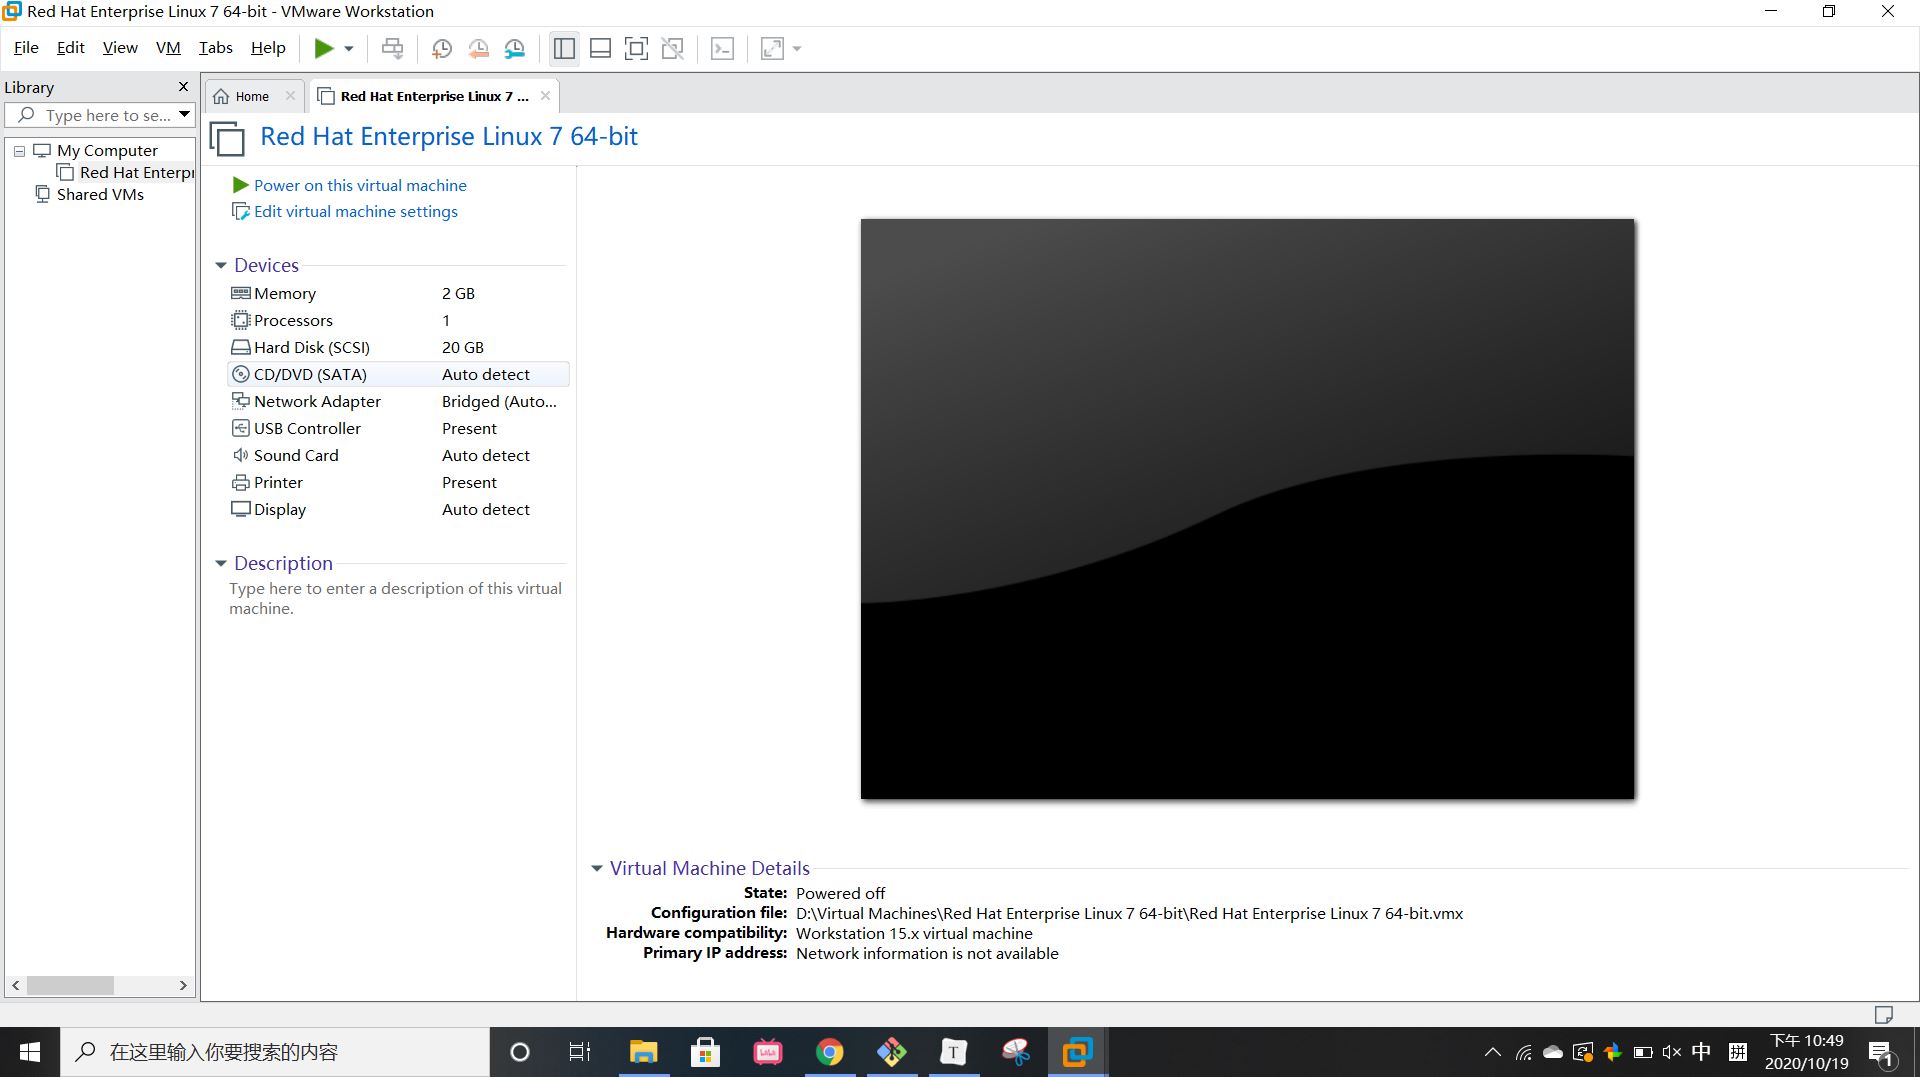 Red Hat Enterprise Linux 7 64-bit - VMware Workstation
File Edit View VM Tabs Help
Library
Type here to se...
My Computer
Red Hat Enterpr
Shared VMs
Home
Red Hat Enterprise Linux 7 ...
Red Hat Enterprise Linux 7 64-bit
Power on this virtual machine
Edit virtual machine settings
Devices
Memory 2 GB
Processors 1
Hard Disk (SCSI) 20 GB
CD/DVD (SATA) Auto detect
Network Adapter Bridged (Auto...
USB Controller Present
Sound Card Auto detect
Printer Present
Display Auto detect
Description
Type here to enter a description of this virtual
machine.
Virtual Machine Details
State: Powered off
Configuration file: D:\Virtual Machines\Red Hat Enterprise Linux 7 64-bit\Red Hat Enterprise Linux 7 64-bit.vmx
Hardware compatibility: Workstation 15.x virtual machine
Primary IP address: Network information is not available
在这里输入你要搜索的内容
T
中
拼
下午 10:49
2020/10/19
1